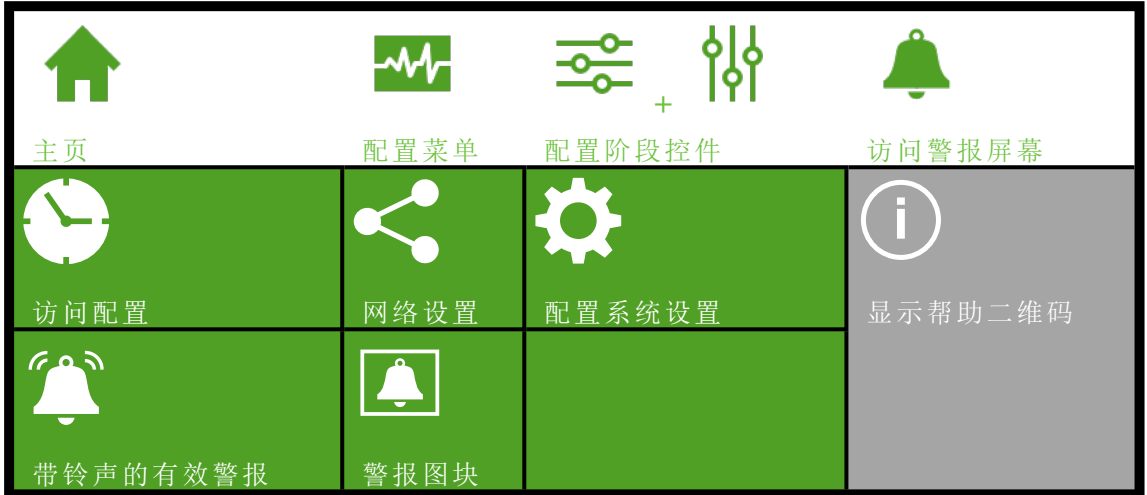 +
主页
配置菜单
配置阶段控件
访问警报屏幕
访问配置
网络设置
配置系统设置
显示帮助二维码
带铃声的有效警报
警报图块